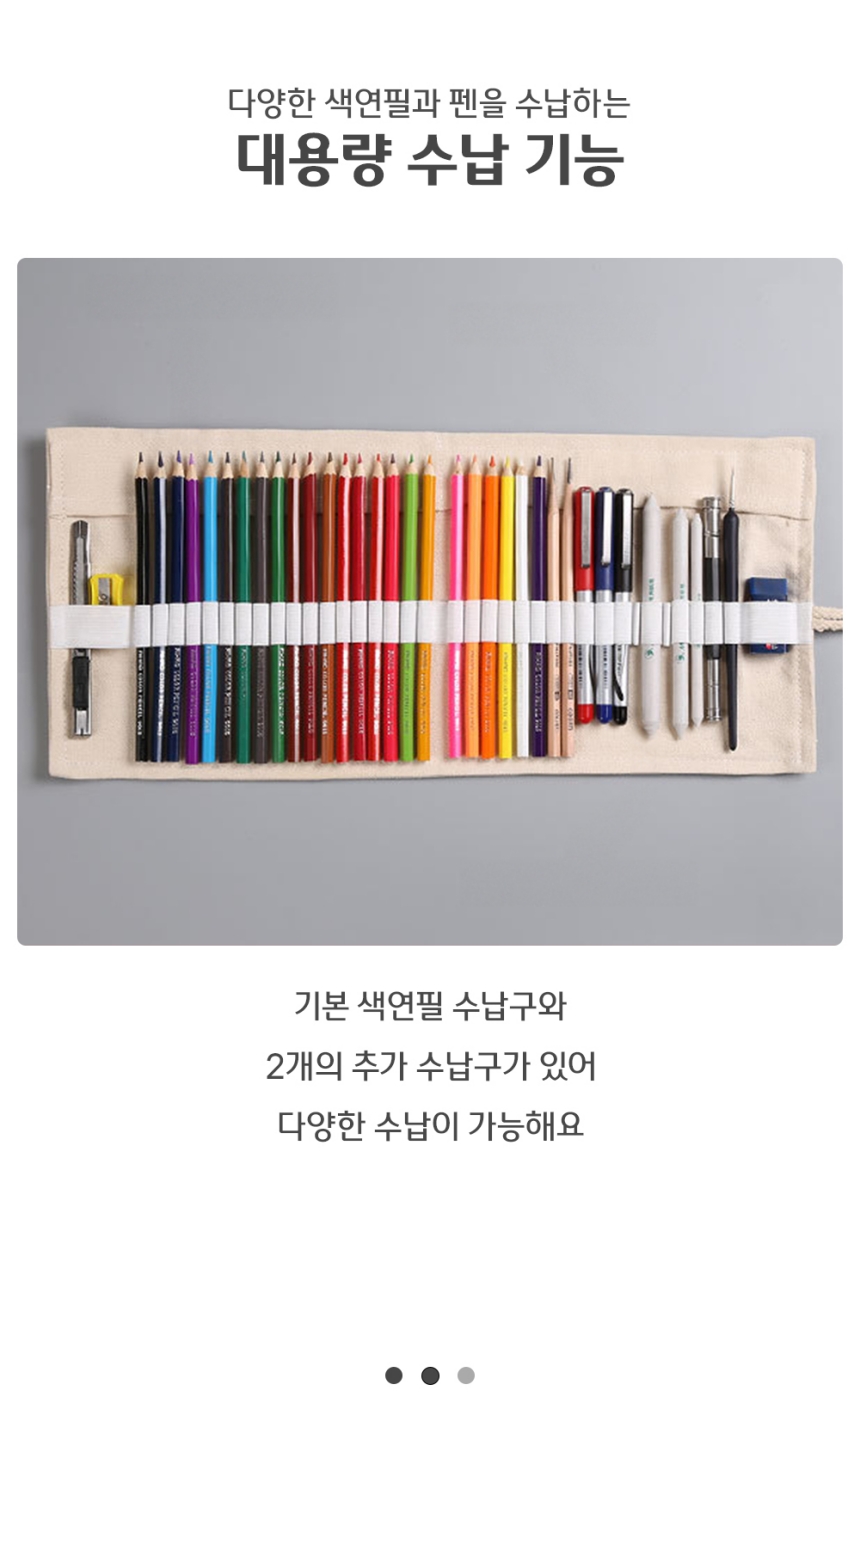 다양한 색연필과 펜을 수납하는
대용량 수납 기능
기본 색연필 수납구와
2개의 추가 수납구가 있어
다양한 수납이 가능해요